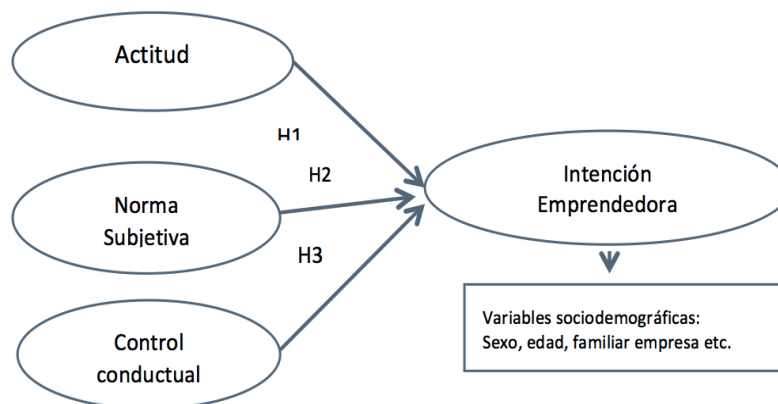 Actitud
H1
H2
Norma
Subjetiva
H3
Control
conductual
Intención
Emprendedora
Variables sociodemográficas:
Sexo, edad, familiar empresa etc.